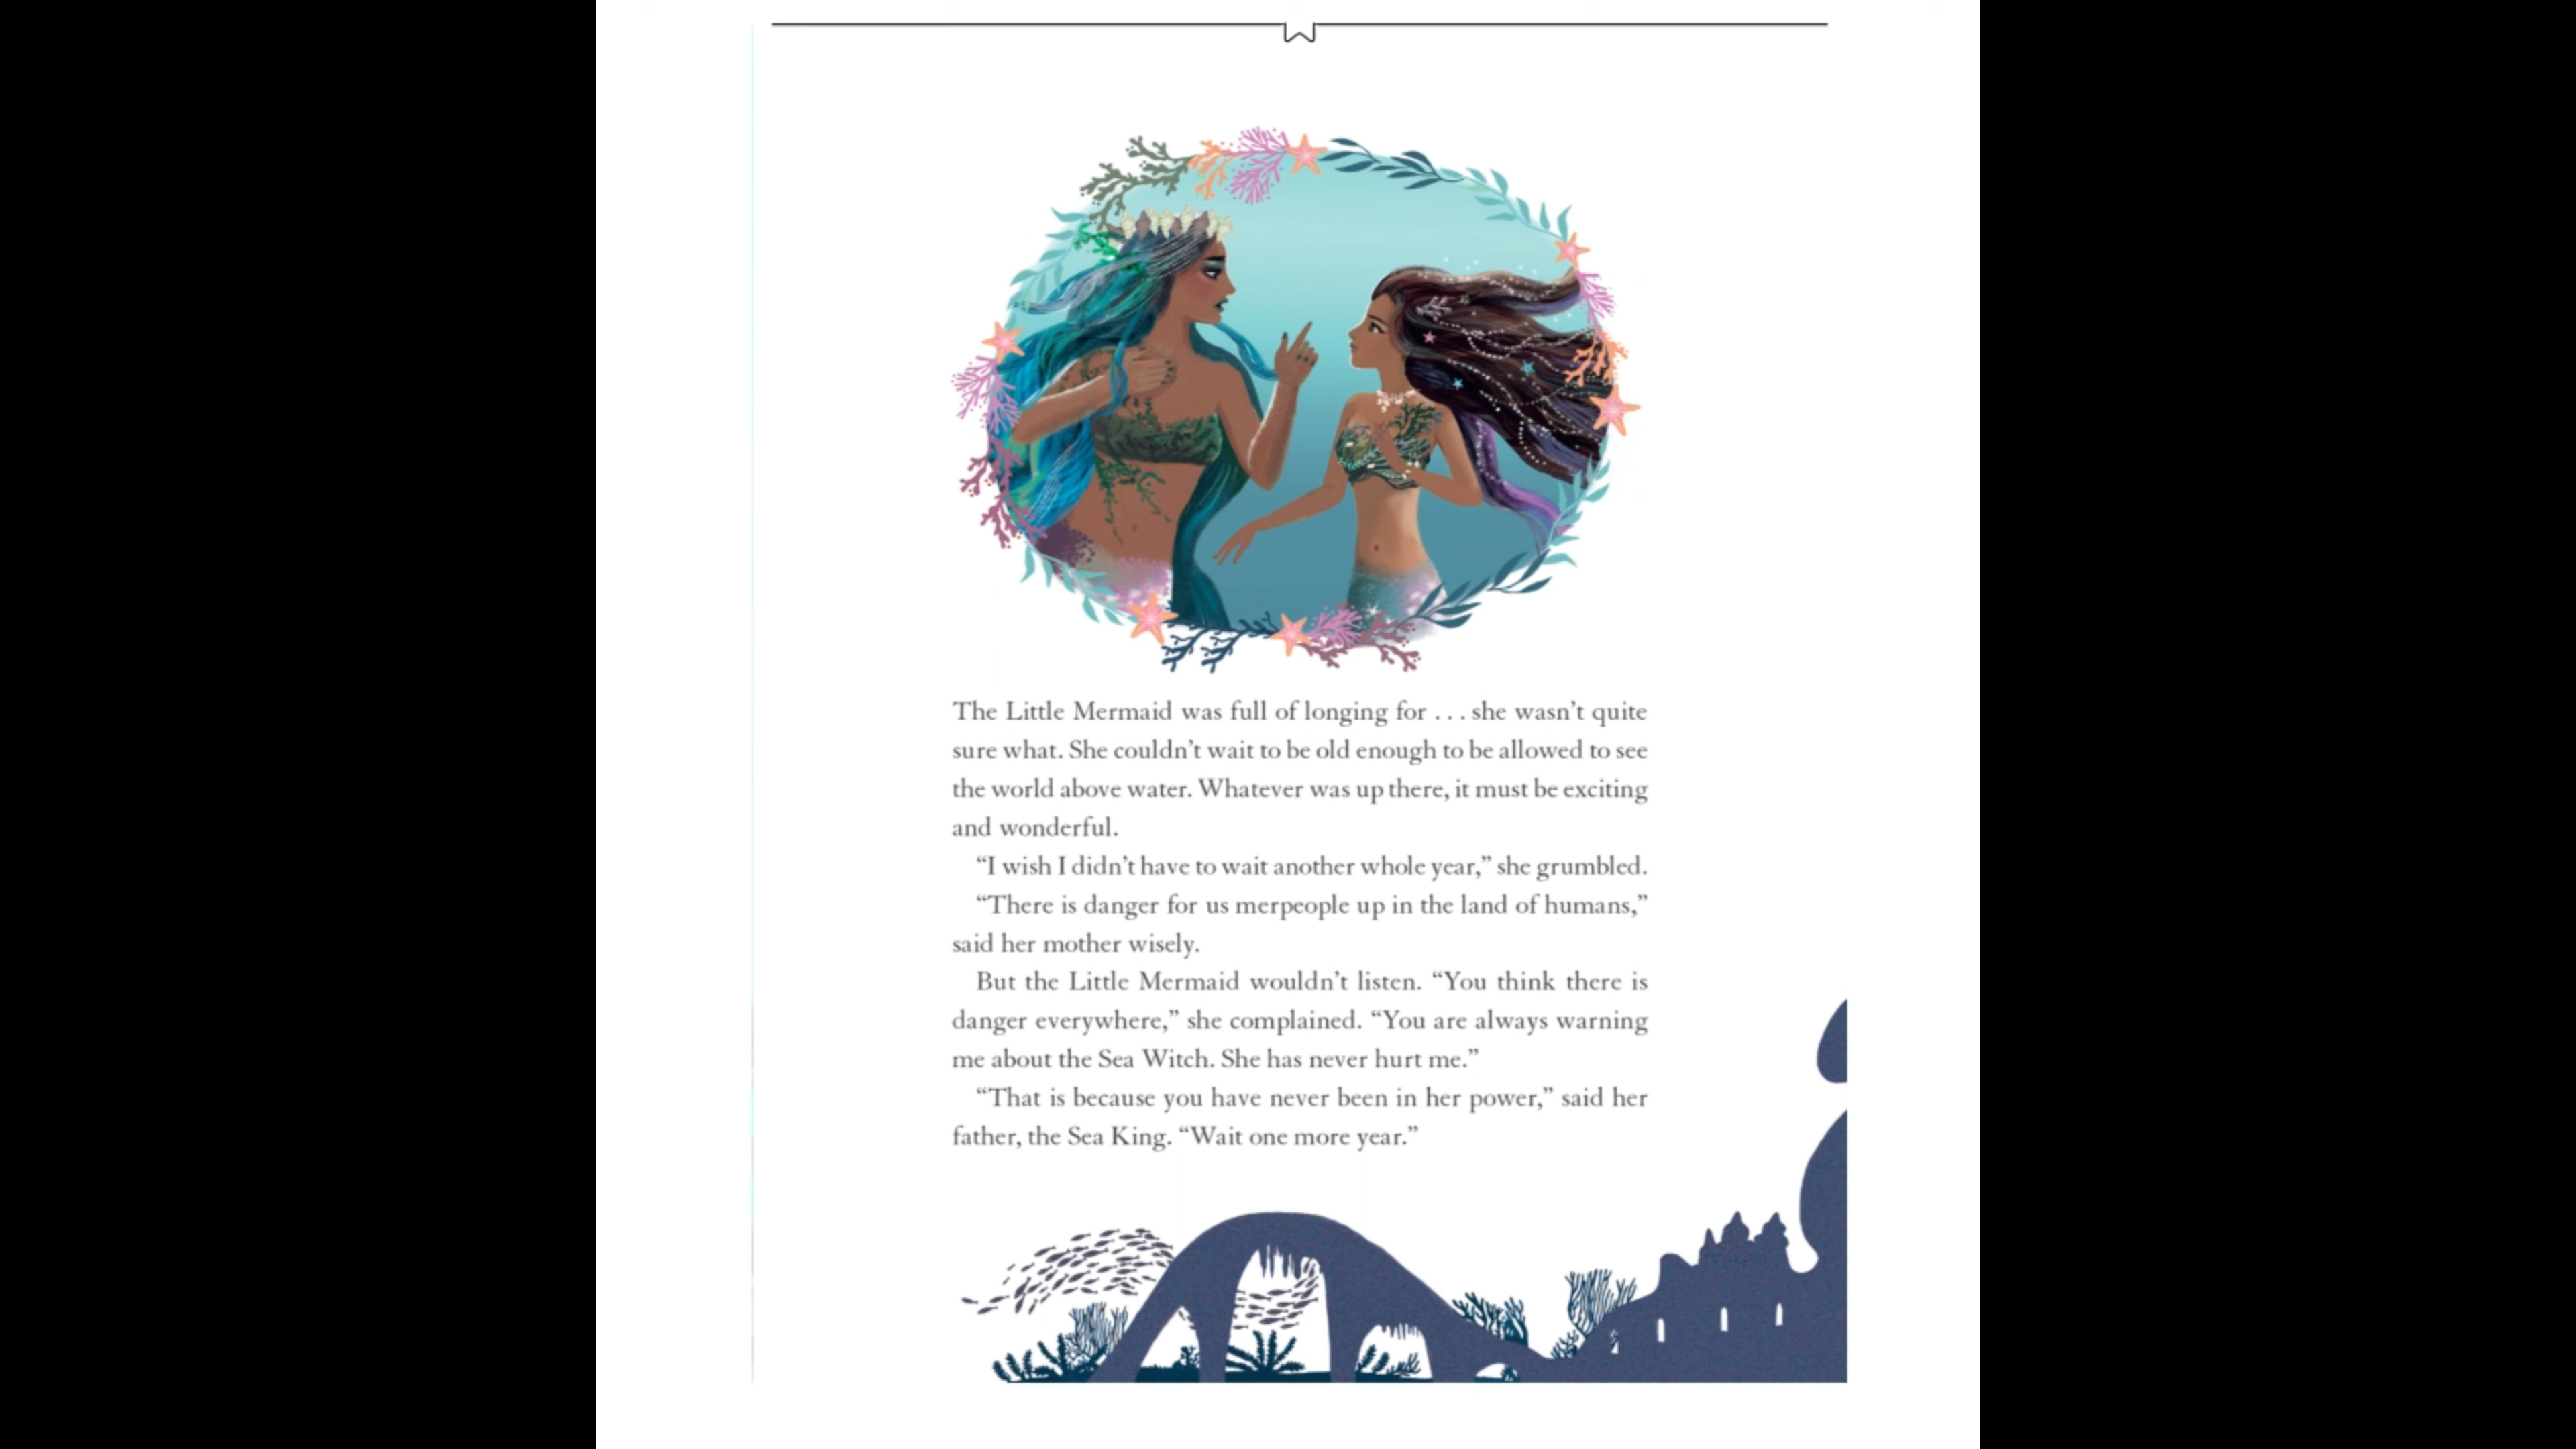 The Little Mermaid was full of longing for . . . she wasn’t quite
sure what. She couldn’t wait to be old enough to be allowed to see
the world above water. Whatever was up there, it must be exciting
and wonderful.
“I wish I didn’t have to wait another whole year,” she grumbled.
“There is danger for us merpeople up in the land of humans,”
said her mother wisely.
But the Little Mermaid wouldn’t listen. “You think there is
danger everywhere,” she complained. “You are always warning
me about the Sea Witch. She has never hurt me.”
“That is because you have never been in her power,” said her
father, the Sea King. “Wait one more year.”